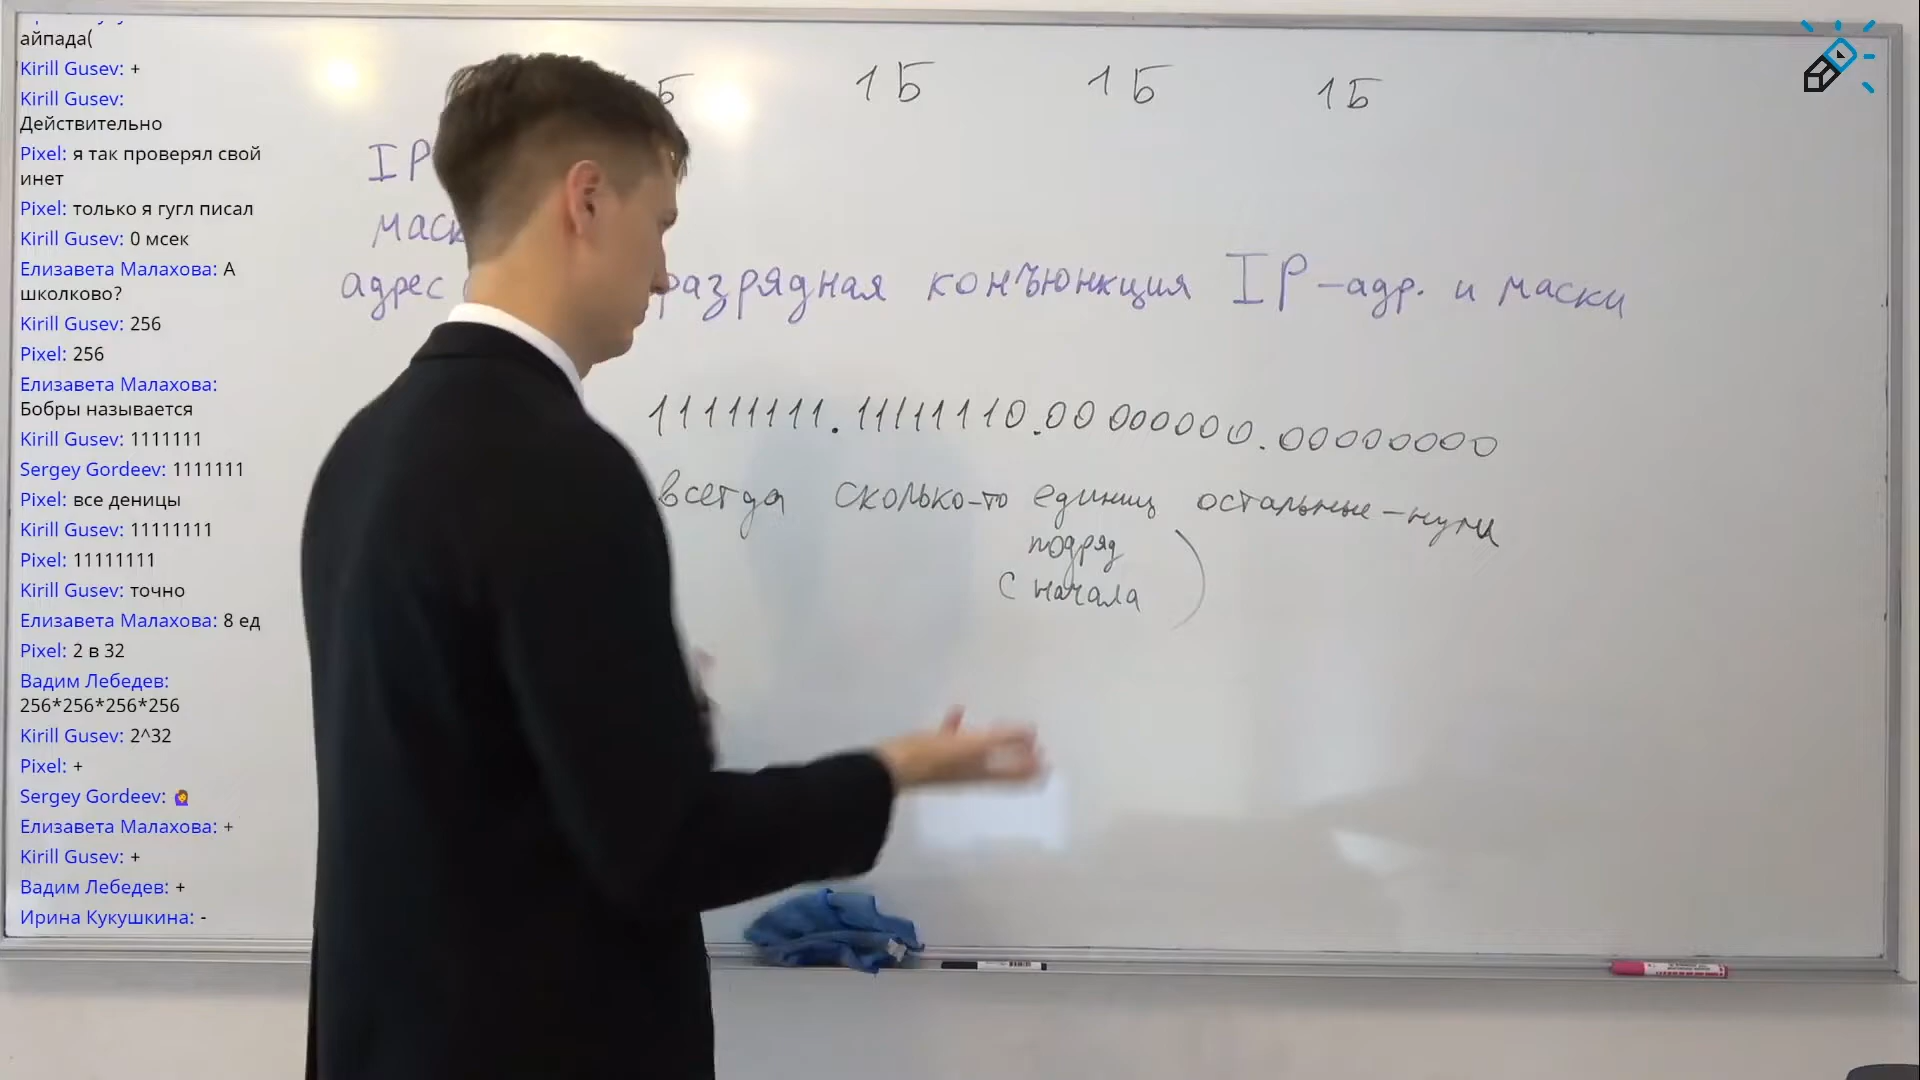 айпада(
Kirill Gusev: +
Kirill Gusev:
Действительно
Pixel: я так проверял свой
инет
Pixel: только я гугл писал
Kirill Gusev: 0 мсек
Елизавета Малахова: А
школково?
Kirill Gusev: 256
Pixel: 256
Елизавета Малахова:
Бобры называется
Kirill Gusev: 1111111
Sergey Gordeev: 1111111
Pixel: все деницы
Kirill Gusev: 11111111
Pixel: 11111111
Kirill Gusev: точно
Елизавета Малахова: 8 ед
Pixel: 2 в 32
Вадим Лебедев:
256*256*256*256
Kirill Gusev: 2^32
Pixel: +
Sergey Gordeev: 🙋‍♀️
Елизавета Малахова: +
Kirill Gusev: +
Вадим Лебедев: +
Ирина Кукушкина: -
Б 1Б 1Б 1Б
IP
маск
адрес разрядная конъюнкция IP-адр. и маски
11111111.11111110.00000000.00000000
всегда сколько-то единиц остальные - нули
подряд
с начала)